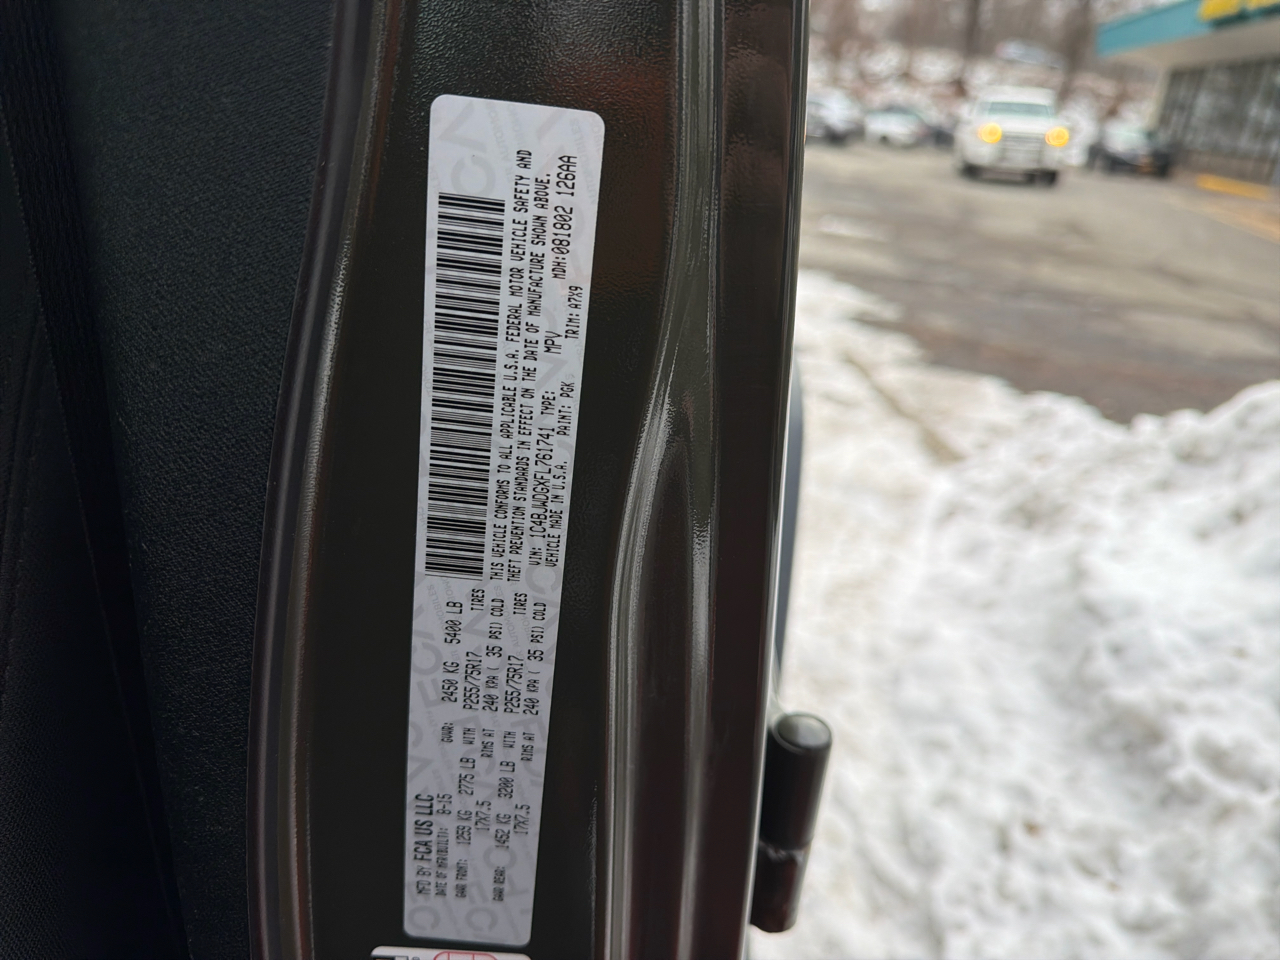 MFD BY FCA US LLC
DATE OF MFR(BUILT): 8-15 GVWR: 2450 KG 5400 LB
GAWR FRONT: 1259 KG 2775 LB WITH P255/75R17 TIRES
17X7.5 RIMS AT 240 KPA ( 35 PSI) COLD
GAWR REAR: 1452 KG 3200 LB WITH P255/75R17 TIRES
17X7.5 RIMS AT 240 KPA ( 35 PSI) COLD
THIS VEHICLE CONFORMS TO ALL APPLICABLE U.S.A. FEDERAL MOTOR VEHICLE SAFETY AND
THEFT PREVENTION STANDARDS IN EFFECT ON THE DATE OF MANUFACTURE SHOWN ABOVE.
VIN: 1C4BJWDGXFL761741 TYPE: MPV MDH:081802 126AA
VEHICLE MADE IN U.S.A. PAINT: PGK TRIM: A7X9